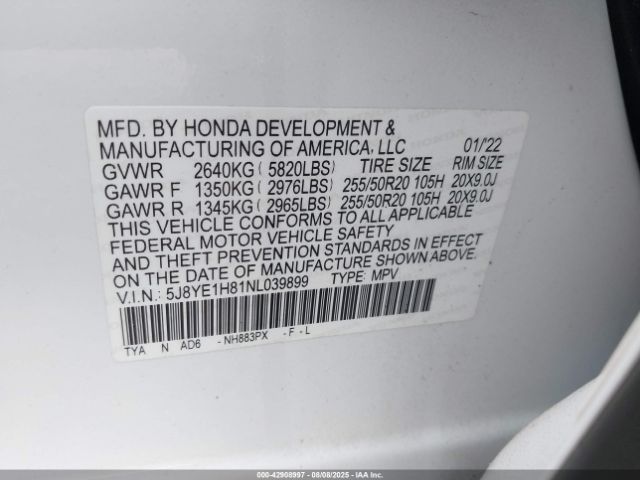 MFD. BY HONDA DEVELOPMENT &
MANUFACTURING OF AMERICA, LLC 01/'22
GVWR 2640KG ( 5820LBS) TIRE SIZE RIM SIZE
GAWR F 1350KG ( 2976LBS) 255/50R20 105H 20X9.0J
GAWR R 1345KG ( 2965LBS) 255/50R20 105H 20X9.0J
THIS VEHICLE CONFORMS TO ALL APPLICABLE
FEDERAL MOTOR VEHICLE SAFETY
AND THEFT PREVENTION STANDARDS IN EFFECT
ON THE DATE OF MANUFACTURE SHOWN ABOVE.
V.I.N.: 5J8YE1H81NL039899 TYPE: MPV
TYA N AD6 -NH883PX -F-L
000-42908997 - 08/08/2025 - IAAI.COM